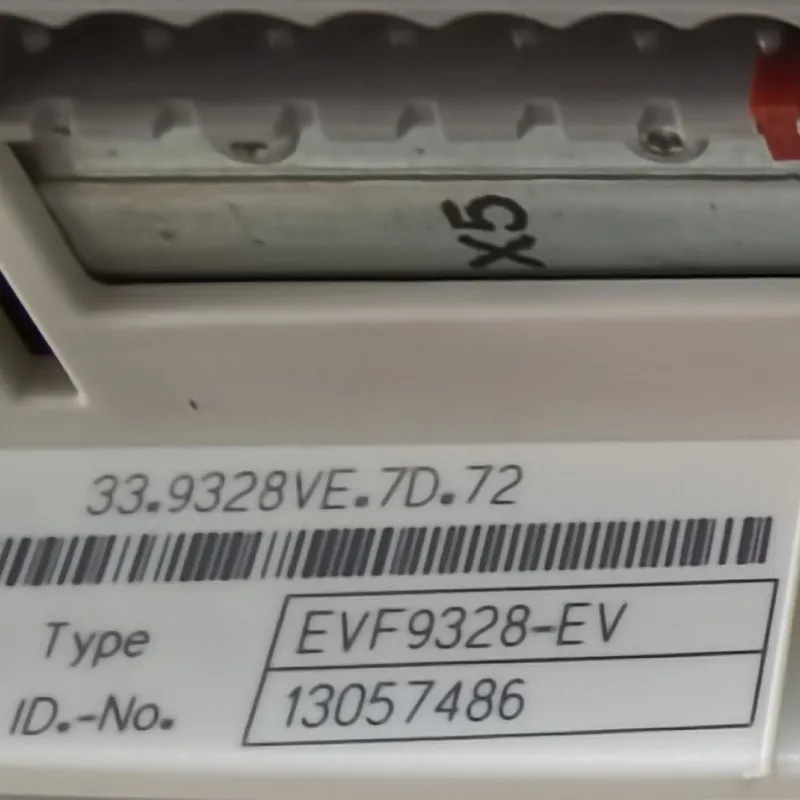 X5
33.9328VE.7D.72
Type EVF9328-EV
ID.-No. 13057486